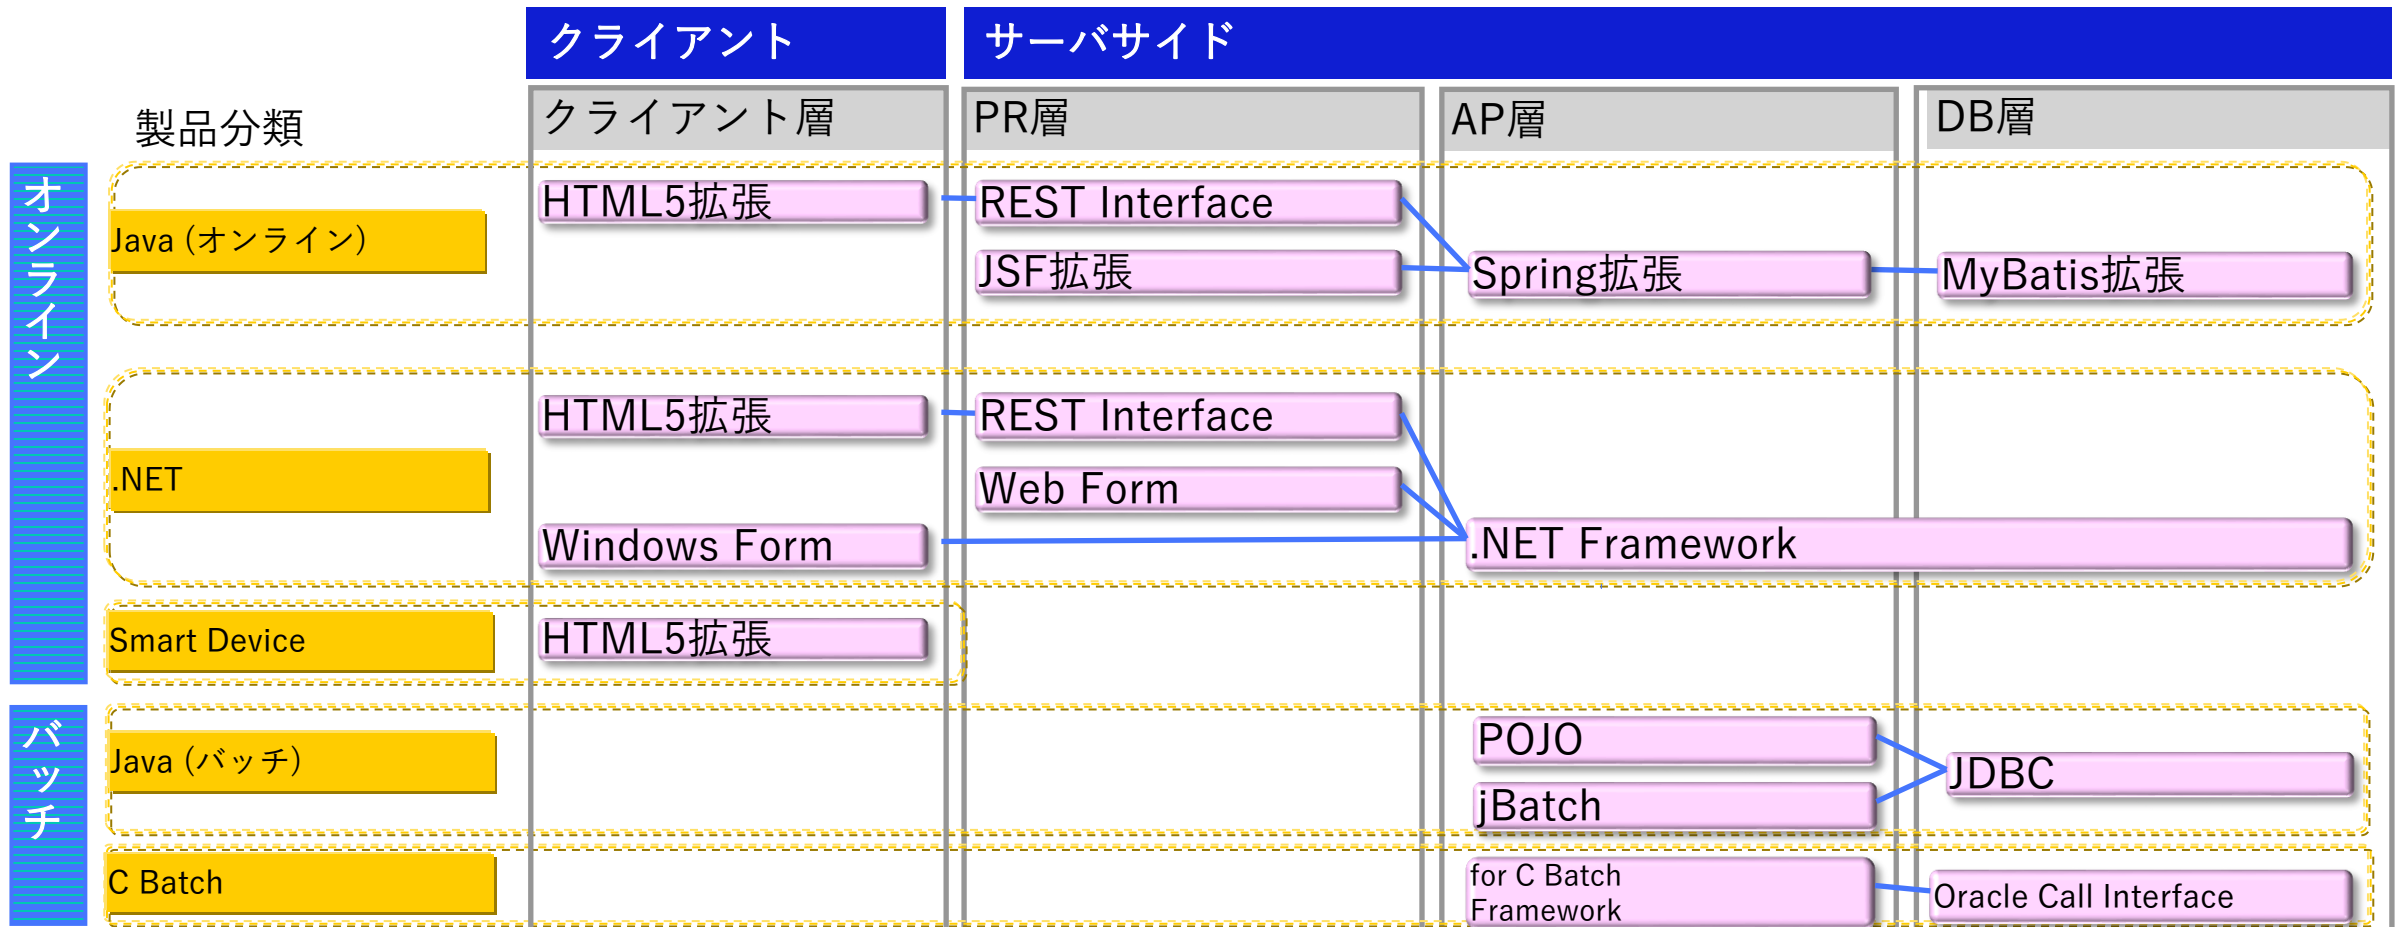 クライアント
サーバサイド
製品分類
クライアント層
PR層
AP層
DB層
オンライン
Java (オンライン)
HTML5拡張
REST Interface
JSF拡張
Spring拡張
MyBatis拡張
.NET
HTML5拡張
REST Interface
Web Form
Windows Form
.NET Framework
Smart Device
HTML5拡張
バッチ
Java (バッチ)
POJO
jBatch
JDBC
C Batch
for C Batch
Framework
Oracle Call Interface